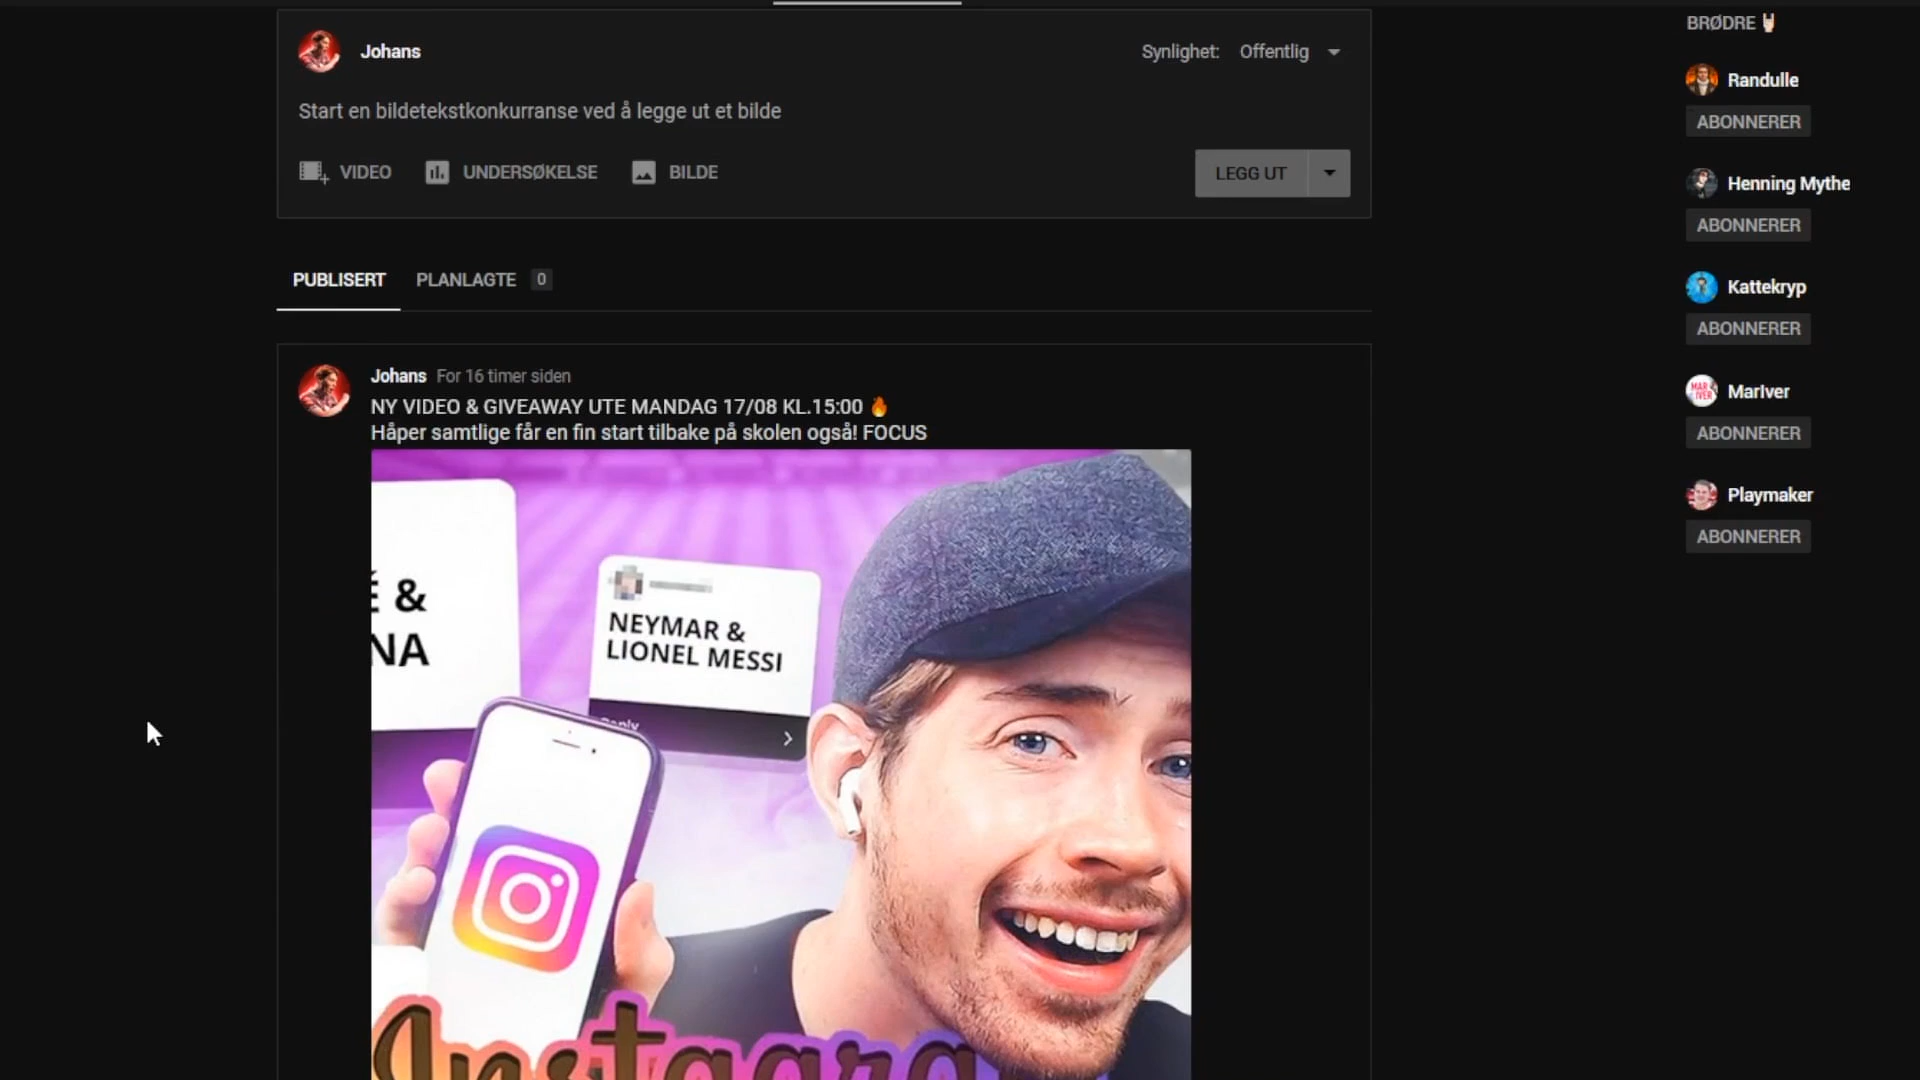 Johans
Synlighet: Offentlig
Start en bildetekstkonkurranse ved å legge ut et bilde
VIDEO
UNDERSØKELSE
BILDE
LEGG UT
PUBLISERT
PLANLAGTE 0
Johans For 16 timer siden
NY VIDEO & GIVEAWAY UTE MANDAG 17/08 KL.15:00 🔥
Håper samtlige får en fin start tilbake på skolen også! FOCUS
É &
NA
NEYMAR &
LIONEL MESSI
Reply
Instagra
BRØDRE 🤘🏻
Randulle
ABONNERER
Henning Mythe
ABONNERER
Kattekryp
ABONNERER
MarIver
ABONNERER
Playmaker
ABONNERER